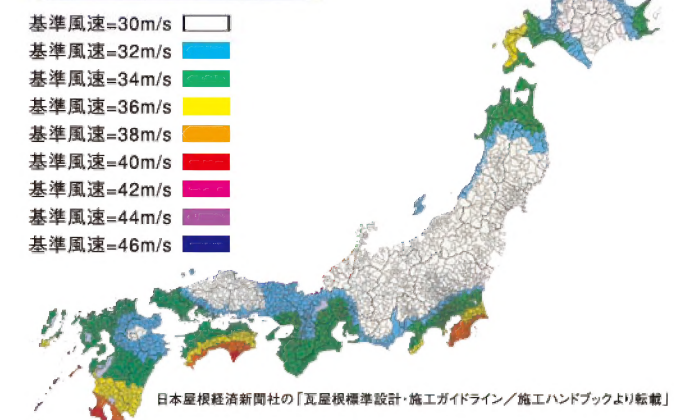 基準風速=30m/s
基準風速=32m/s
基準風速=34m/s
基準風速=36m/s
基準風速=38m/s
基準風速=40m/s
基準風速=42m/s
基準風速=44m/s
基準風速=46m/s
日本屋根経済新聞社の「瓦屋根標準設計・施工ガイドライン／施工ハンドブックより転載」